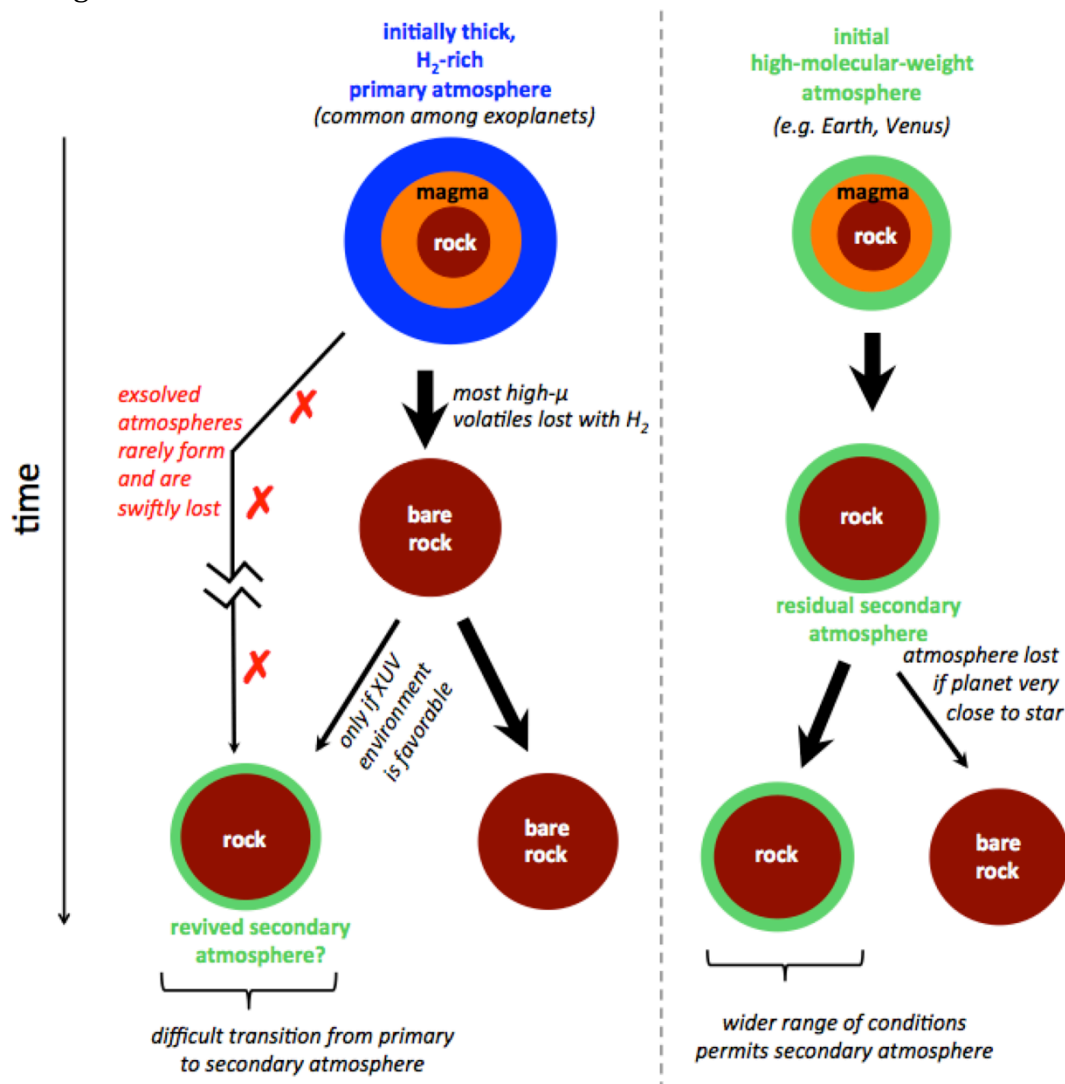 initially thick,
H₂-rich
primary atmosphere
(common among exoplanets)
magma
rock
exsolved
atmospheres
rarely form
and are
swiftly lost
most high-μ
volatiles lost with H₂
time
bare
rock
only if XUV
environment
is favorable
rock
bare
rock
revived secondary
atmosphere?
difficult transition from primary
to secondary atmosphere
initial
high-molecular-weight
atmosphere
(e.g. Earth, Venus)
magma
rock
rock
residual secondary
atmosphere
atmosphere lost
if planet very
close to star
rock
bare
rock
wider range of conditions
permits secondary atmosphere